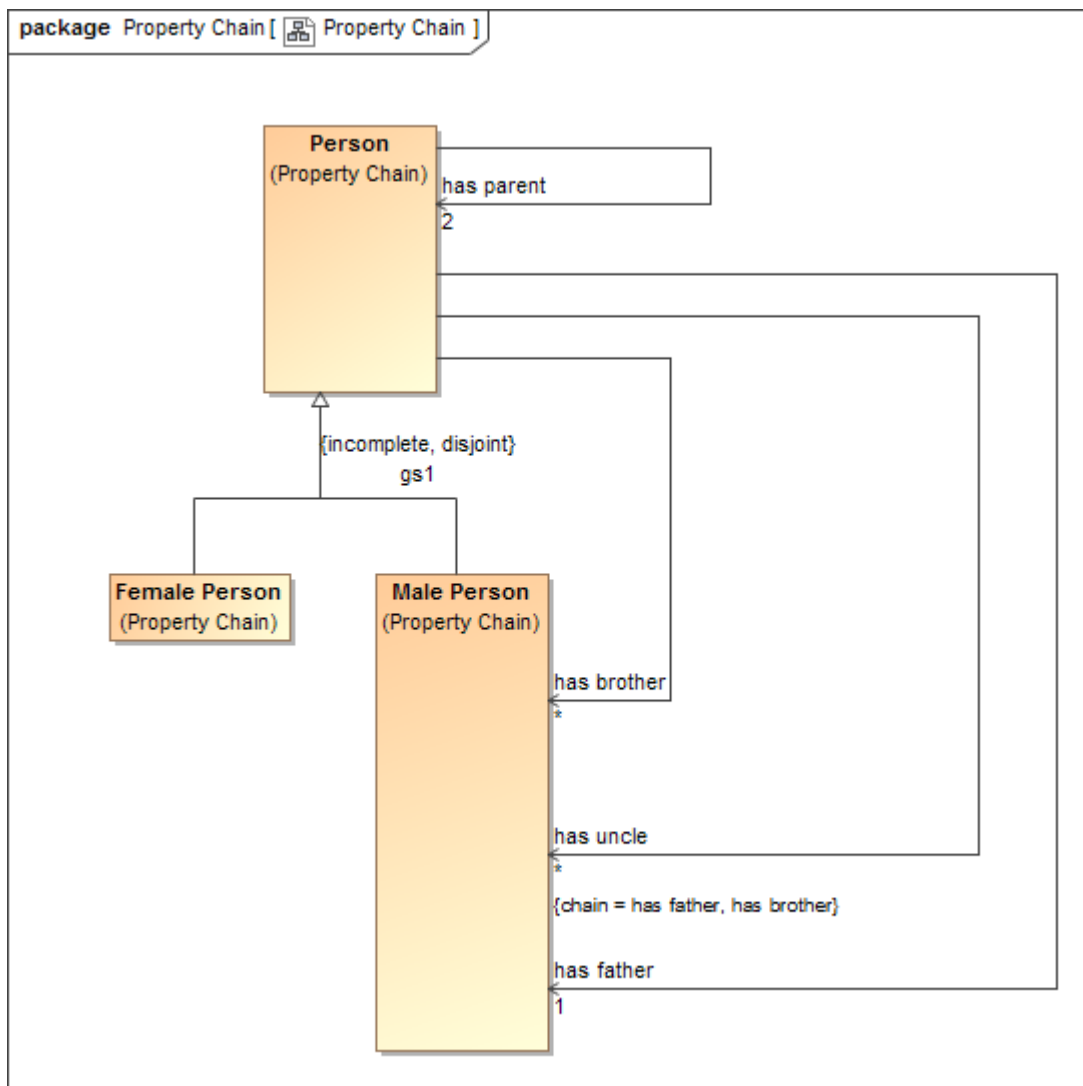 package Property Chain [ Property Chain ]
Person
(Property Chain)
has parent
2
{incomplete, disjoint}
gs1
Female Person
(Property Chain)
Male Person
(Property Chain)
has brother
*
has uncle
*
{chain = has father, has brother}
has father
1